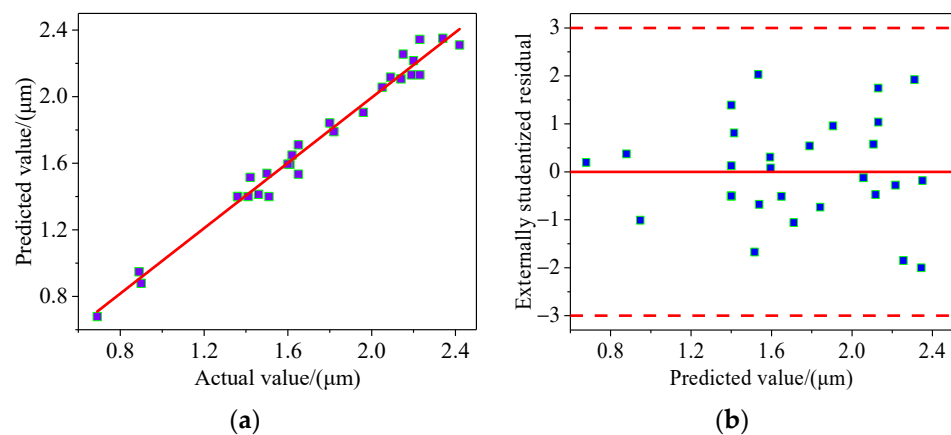 2.4
2.0
1.6
1.2
0.8
Predicted value/(μm)
0.8 1.2 1.6 2.0 2.4
Actual value/(μm)
(a)
3
2
1
0
−1
−2
−3
Externally studentized residual
0.8 1.2 1.6 2.0 2.4
Predicted value/(μm)
(b)